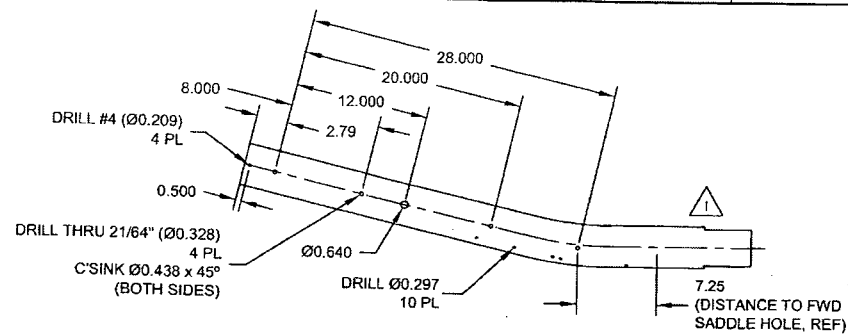 28.000
20.000
8.000
12.000
DRILL #4 (Ø0.209)
4 PL
2.79
0.500
1
DRILL THRU 21/64" (Ø0.328)
4 PL
C'SINK Ø0.438 x 45°
(BOTH SIDES)
Ø0.640
DRILL Ø0.297
10 PL
7.25
(DISTANCE TO FWD
SADDLE HOLE, REF)